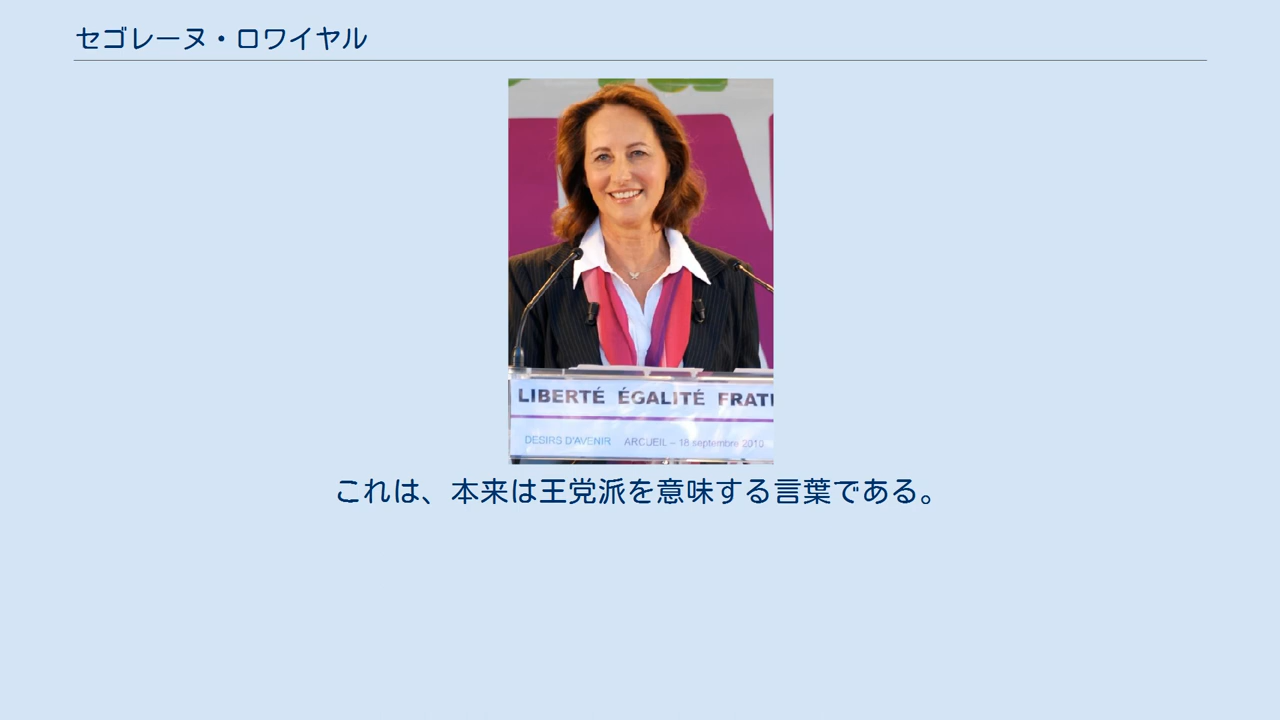 セゴレーヌ・ロワイヤル
LIBERTÉ ÉGALITÉ FRAT
DESIRS D'AVENIR ARCUEIL – 18 septembre 2010
これは、本来は王党派を意味する言葉である。